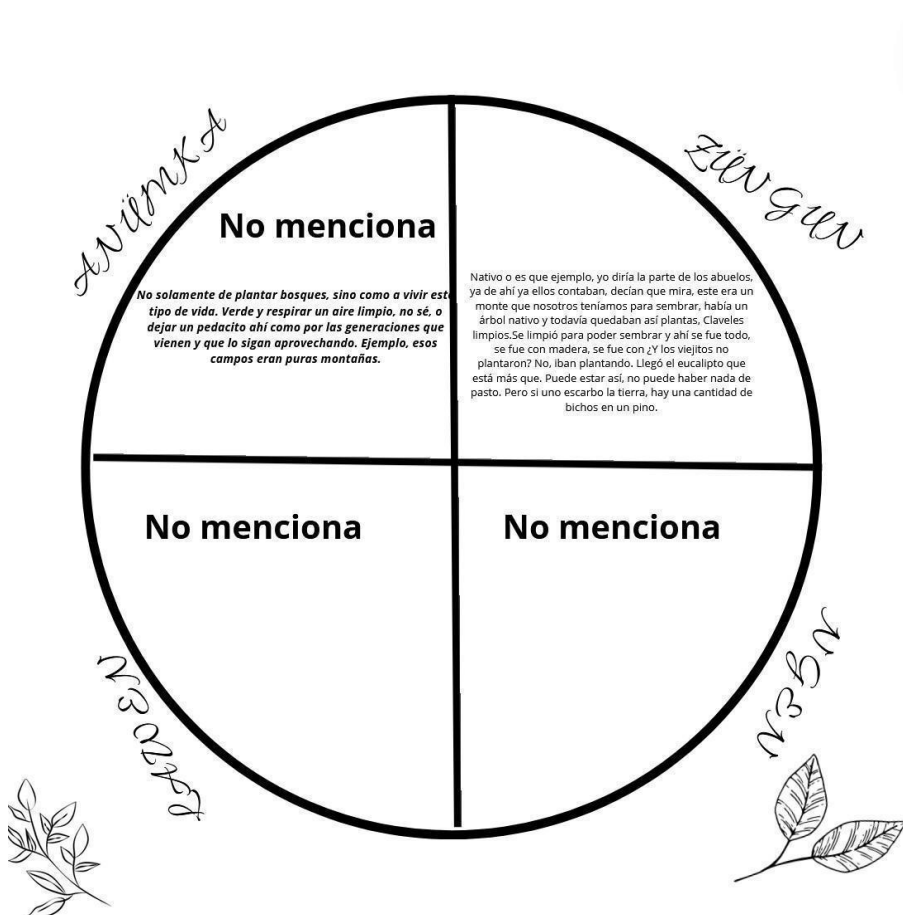 ANÜMKA
ZÜNGUN
No menciona
No solamente de plantar bosques, sino como a vivir este
tipo de vida. Verde y respirar un aire limpio, no sé, o
dejar un pedacito ahí como por las generaciones que
vienen y que lo sigan aprovechando. Ejemplo, esos
campos eran puras montañas.
Nativo o es que ejemplo, yo diría la parte de los abuelos,
ya de ahí ya ellos contaban, decían que mira, este era un
monte que nosotros teníamos para sembrar, había un
árbol nativo y todavía quedaban así plantas, Claveles
limpios.Se limpió para poder sembrar y ahí se fue todo,
se fue con madera, se fue con ¿Y los viejitos no
plantaron? No, iban plantando. Llegó el eucalipto que
está más que. Puede estar así, no puede haber nada de
pasto. Pero si uno escarbo la tierra, hay una cantidad de
bichos en un pino.
No menciona
No menciona
LAWEN
NGEN